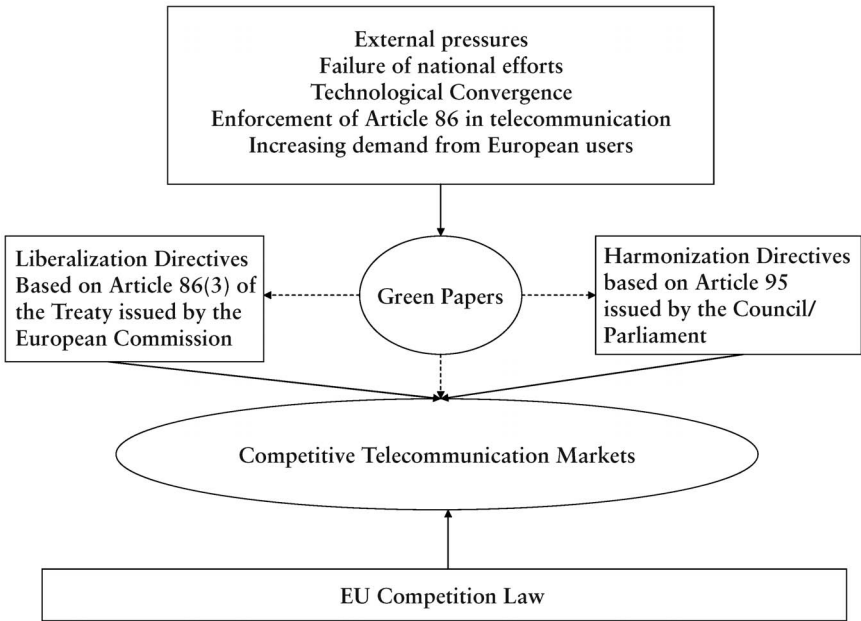 External pressures
Failure of national efforts
Technological Convergence
Enforcement of Article 86 in telecommunication
Increasing demand from European users
Liberalization Directives
Based on Article 86(3) of
the Treaty issued by the
European Commission
Green Papers
Harmonization Directives
based on Article 95
issued by the Council/
Parliament
Competitive Telecommunication Markets
EU Competition Law